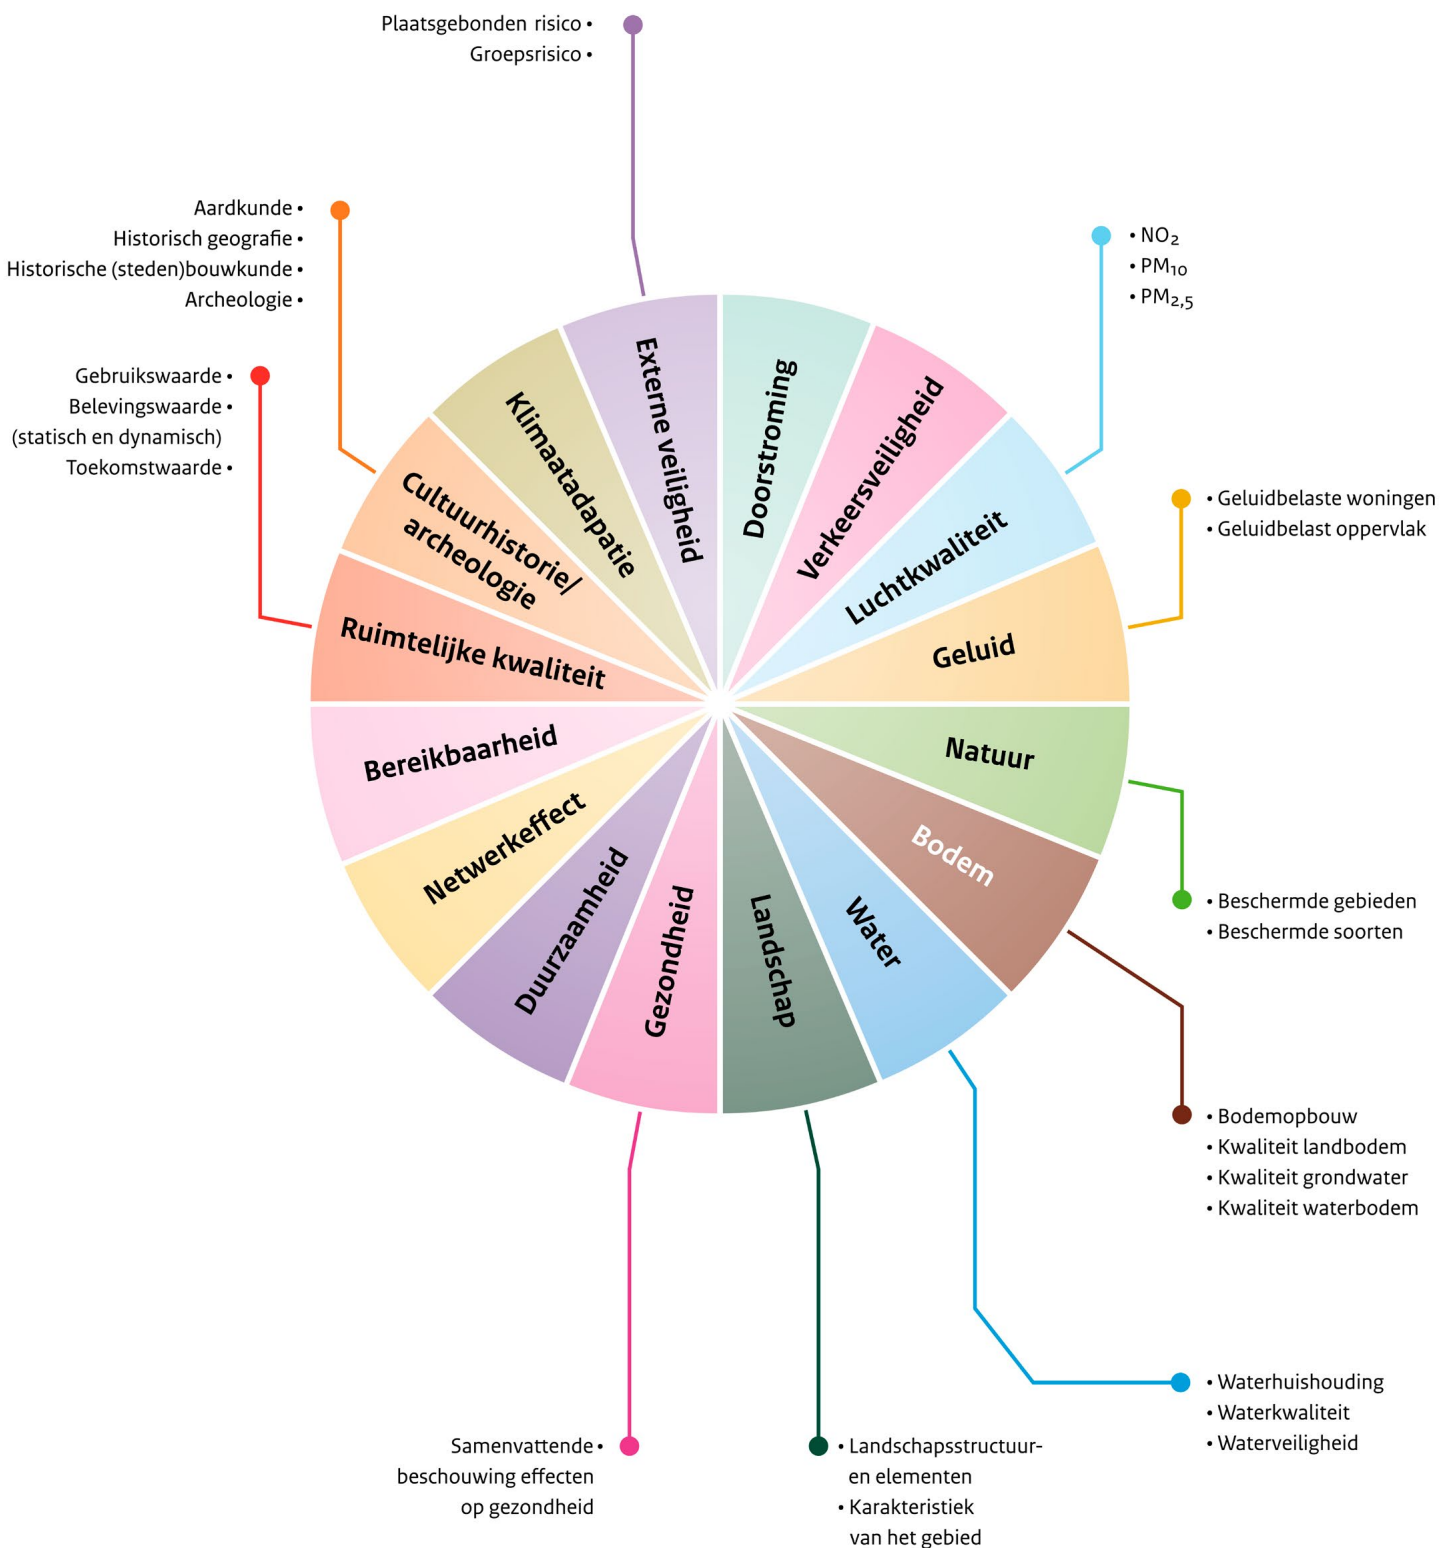 Plaatsgebonden risico •
Groepsrisico •
Aardkunde •
Historisch geografie •
Historische (steden)bouwkunde •
Archeologie •
Gebruikswaarde •
Belevingswaarde •
(statisch en dynamisch)
Toekomstwaarde •
• NO₂
• PM₁₀
• PM₂,₅
• Geluidbelaste woningen
• Geluidbelast oppervlak
Externe veiligheid
Doorstroming
Verkeersveiligheid
Luchtkwaliteit
Geluid
Natuur
Bodem
Water
Landschap
Gezondheid
Duurzaamheid
Netwerkeffect
Bereikbaarheid
Ruimtelijke kwaliteit
Cultuurhistorie/
archeologie
Klimaatadapatie
• Beschermde gebieden
• Beschermde soorten
• Bodemopbouw
• Kwaliteit landbodem
• Kwaliteit grondwater
• Kwaliteit waterbodem
• Waterhuishouding
• Waterkwaliteit
• Waterveiligheid
Samenvattende •
beschouwing effecten
op gezondheid
• Landschapsstructuur-
en elementen
• Karakteristiek
van het gebied